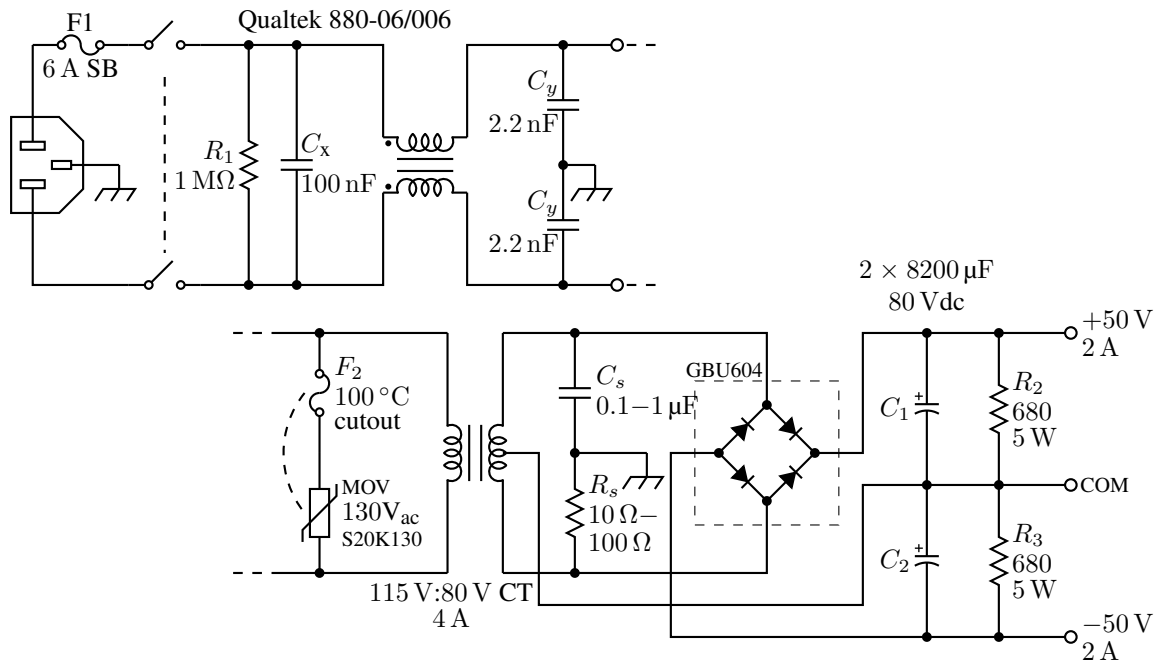 F1
6 A SB
Qualtek 880-06/006
R1
1 MΩ
Cx
100 nF
Cy
2.2 nF
Cy
2.2 nF
F2
100 °C
cutout
MOV
130Vac
S20K130
115 V:80 V CT
4 A
Cs
0.1−1 µF
Rs
10 Ω−
100 Ω
GBU604
2 × 8200 µF
80 Vdc
C1
+
R2
680
5 W
+50 V
2 A
COM
C2
+
R3
680
5 W
−50 V
2 A